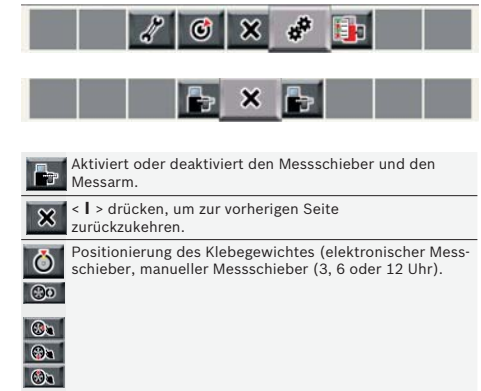 Aktiviert oder deaktiviert den Messschieber und den
Messarm.
< I > drücken, um zur vorherigen Seite
zurückzukehren.
Positionierung des Klebegewichtes (elektronischer Mess-
schieber, manueller Messschieber (3, 6 oder 12 Uhr).